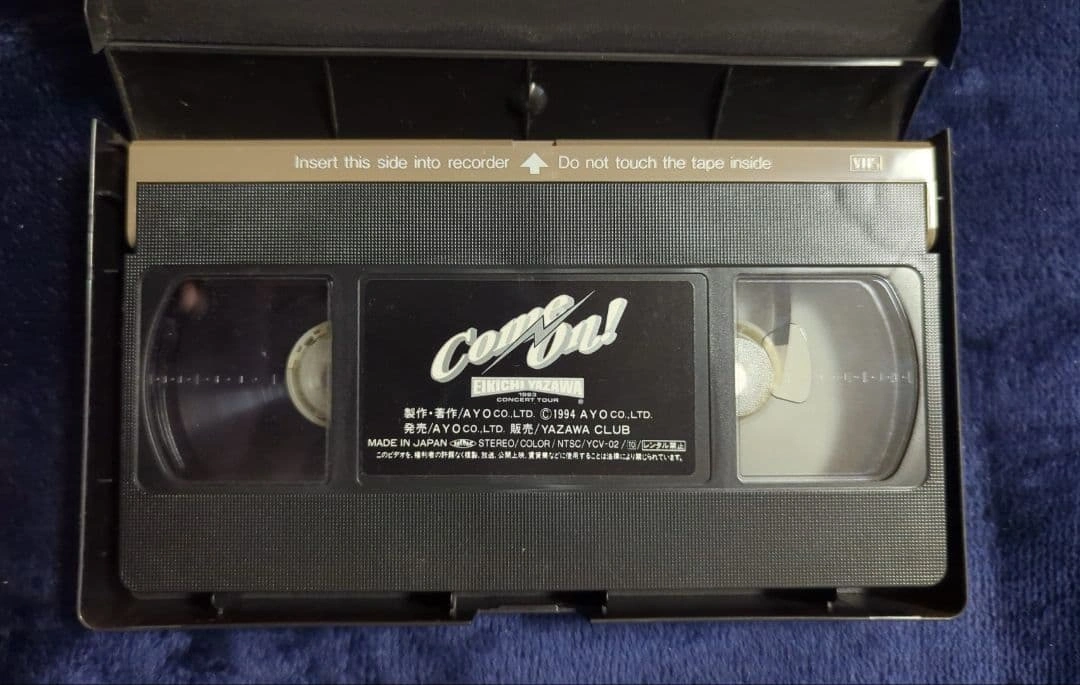 Insert this side into recorder ↑ Do not touch the tape inside VHS
Come On!
EIKICHI YAZAWA
1993
CONCERT TOUR
製作・著作/AYO CO.,LTD. ©1994 AYO CO.,LTD.
発売/AYO CO.,LTD. 販売/YAZAWA CLUB
MADE IN JAPAN STEREO/COLOR/NTSC/YCV-02/TD/レンタル禁止
このビデオを、権利者の許諾なく複製、放送、公開上映、賃貸業などに使用することは法律により禁じられています。